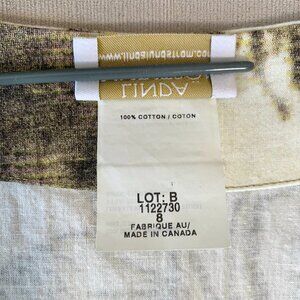 LINDA
100% COTTON / COTON
LOT: B
1122730
8
FABRIQUE AU/
MADE IN CANADA